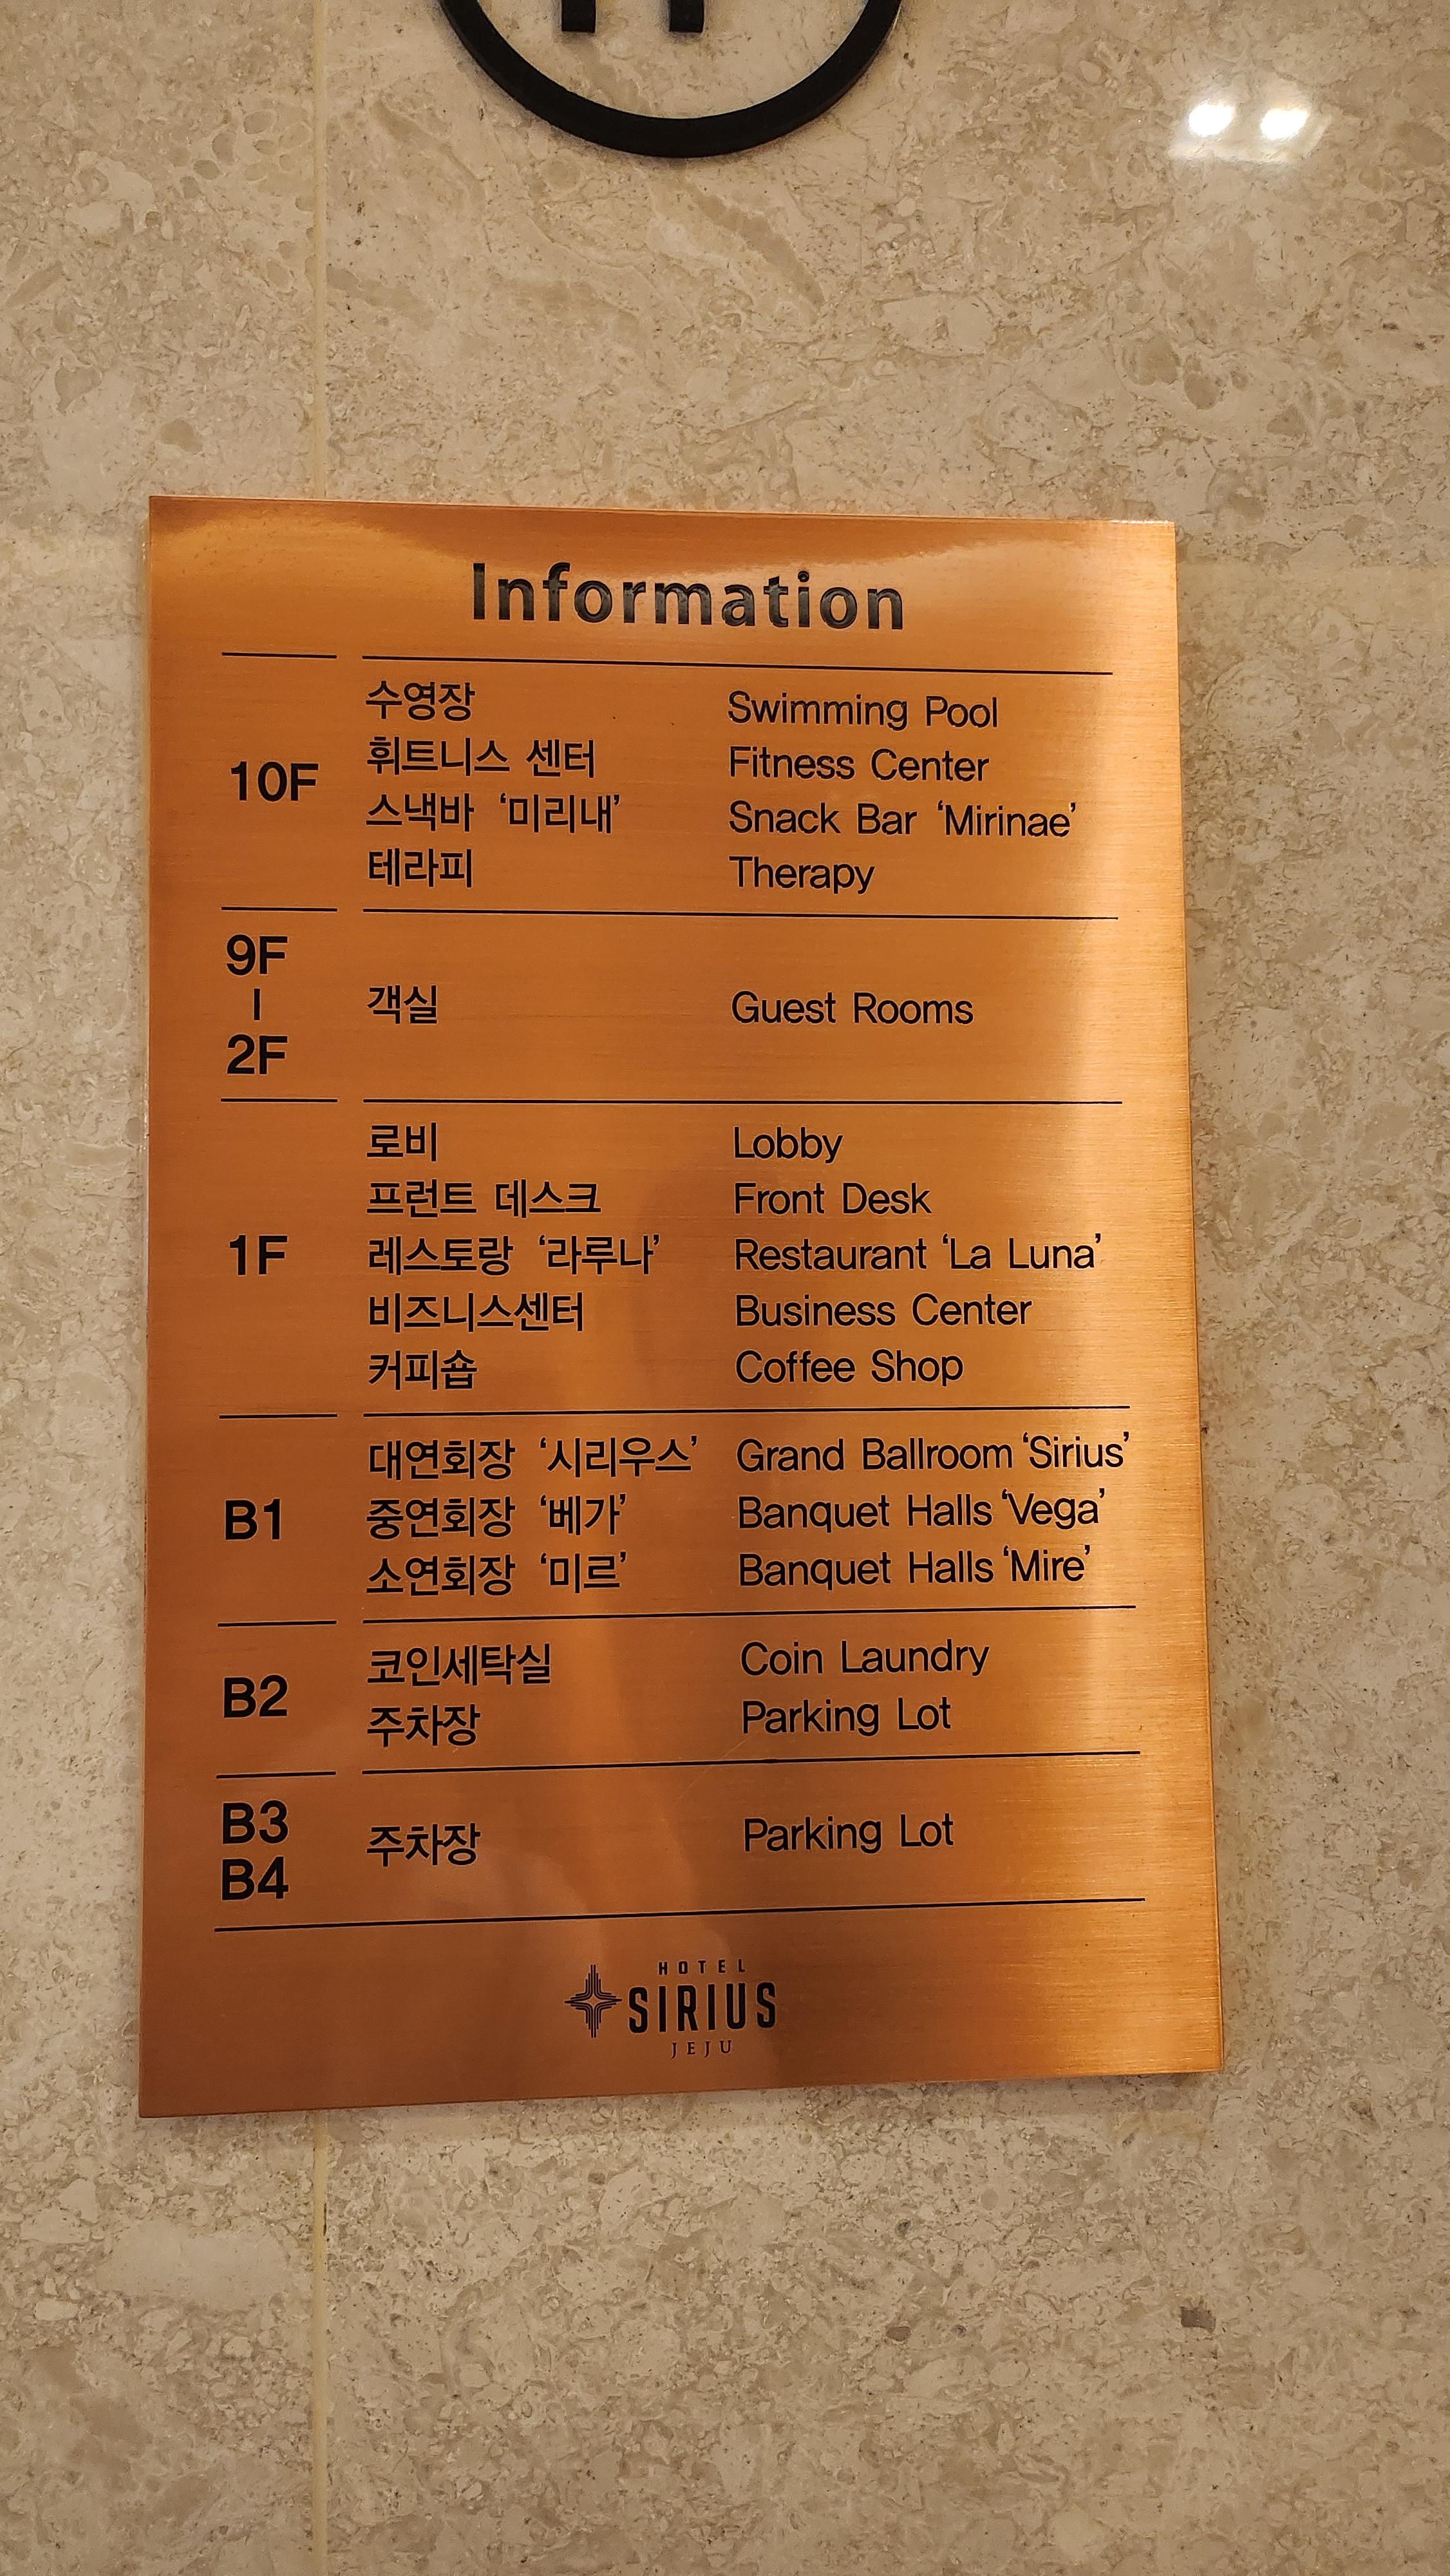 Information
10F
수영장 Swimming Pool
휘트니스 센터 Fitness Center
스낵바 ‘미리내’ Snack Bar ‘Mirinae’
테라피 Therapy
9F
|
2F
객실 Guest Rooms
1F
로비 Lobby
프런트 데스크 Front Desk
레스토랑 ‘라루나’ Restaurant ‘La Luna’
비즈니스센터 Business Center
커피숍 Coffee Shop
B1
대연회장 ‘시리우스’ Grand Ballroom ‘Sirius’
중연회장 ‘베가’ Banquet Halls ‘Vega’
소연회장 ‘미르’ Banquet Halls ‘Mire’
B2
코인세탁실 Coin Laundry
주차장 Parking Lot
B3
B4
주차장 Parking Lot
HOTEL
SIRIUS
JEJU